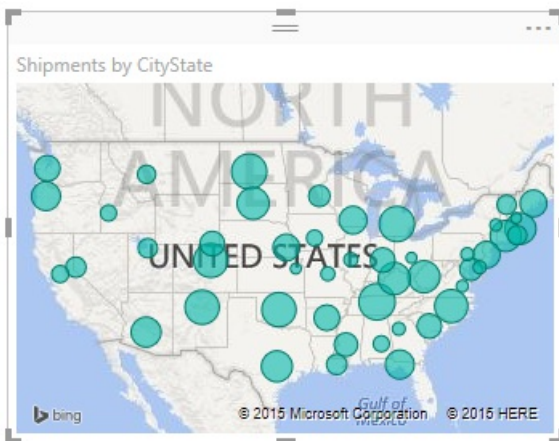 Shipments by CityState
NORTH
AMERICA
UNITED STATES
Gulf of
Mexico
bing
© 2015 Microsoft Corporation © 2015 HERE